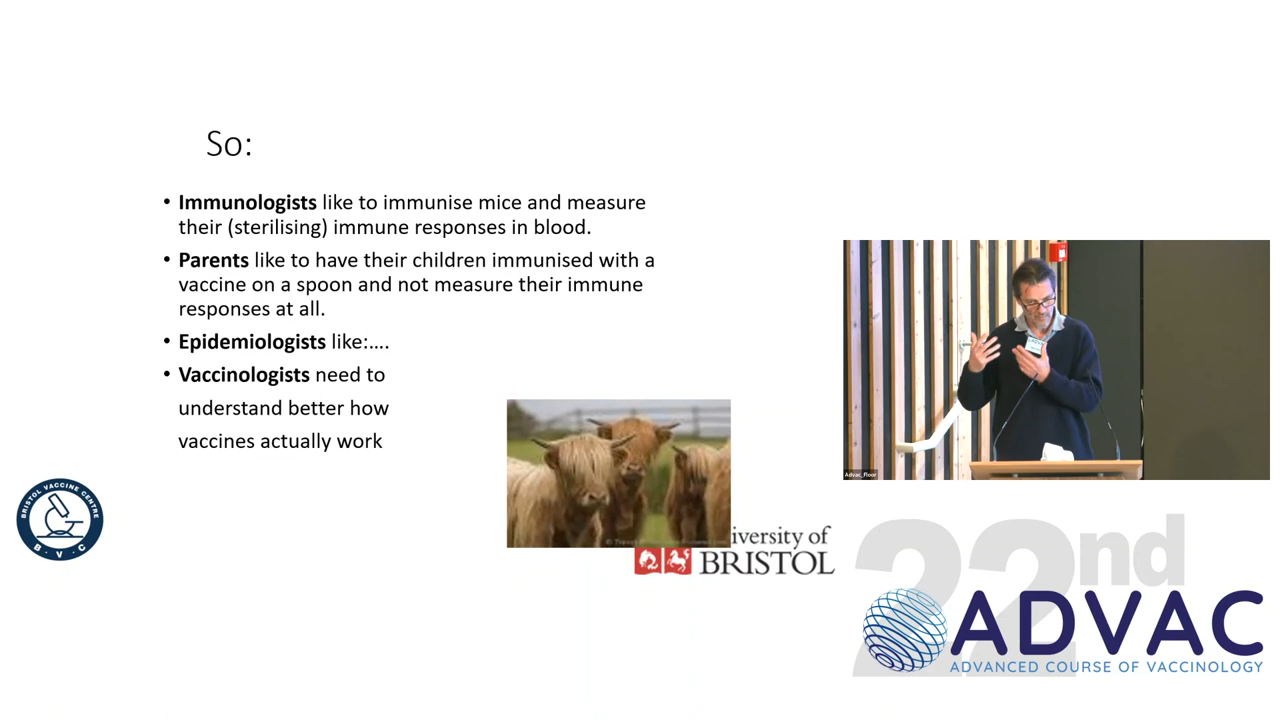 So:
• Immunologists like to immunise mice and measure
their (sterilising) immune responses in blood.
• Parents like to have their children immunised with a
vaccine on a spoon and not measure their immune
responses at all.
• Epidemiologists like:....
• Vaccinologists need to
understand better how
vaccines actually work
BRISTOL VACCINE CENTRE
B · V · C
iversity of
BRISTOL
Advac_Floor
22nd
ADVAC
ADVANCED COURSE OF VACCINOLOGY